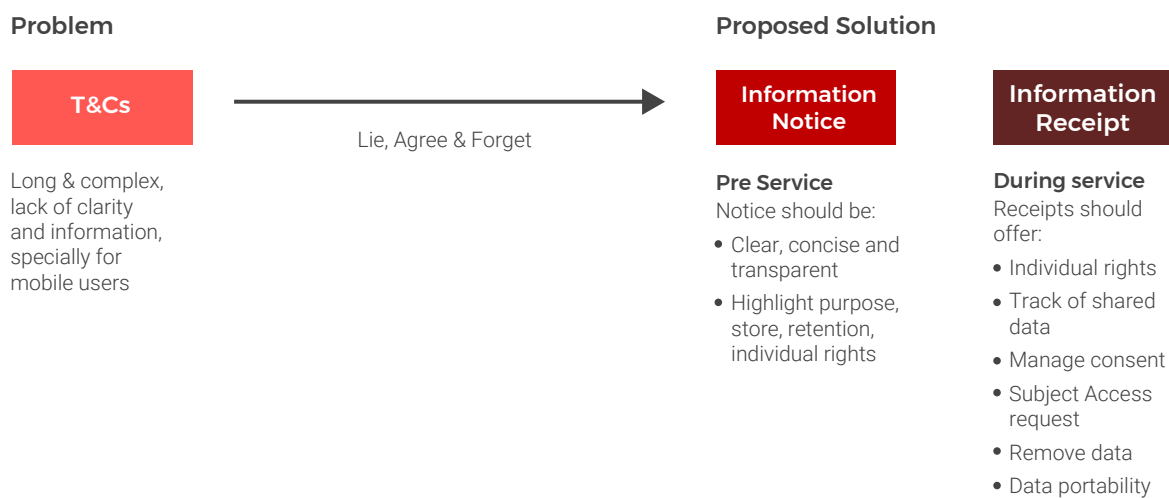 Problem
T&Cs
Long & complex,
lack of clarity
and information,
specially for
mobile users
Lie, Agree & Forget
Proposed Solution
Information
Notice
Pre Service
Notice should be:
• Clear, concise and
transparent
• Highlight purpose,
store, retention,
individual rights
Information
Receipt
During service
Receipts should
offer:
• Individual rights
• Track of shared
data
• Manage consent
• Subject Access
request
• Remove data
• Data portability